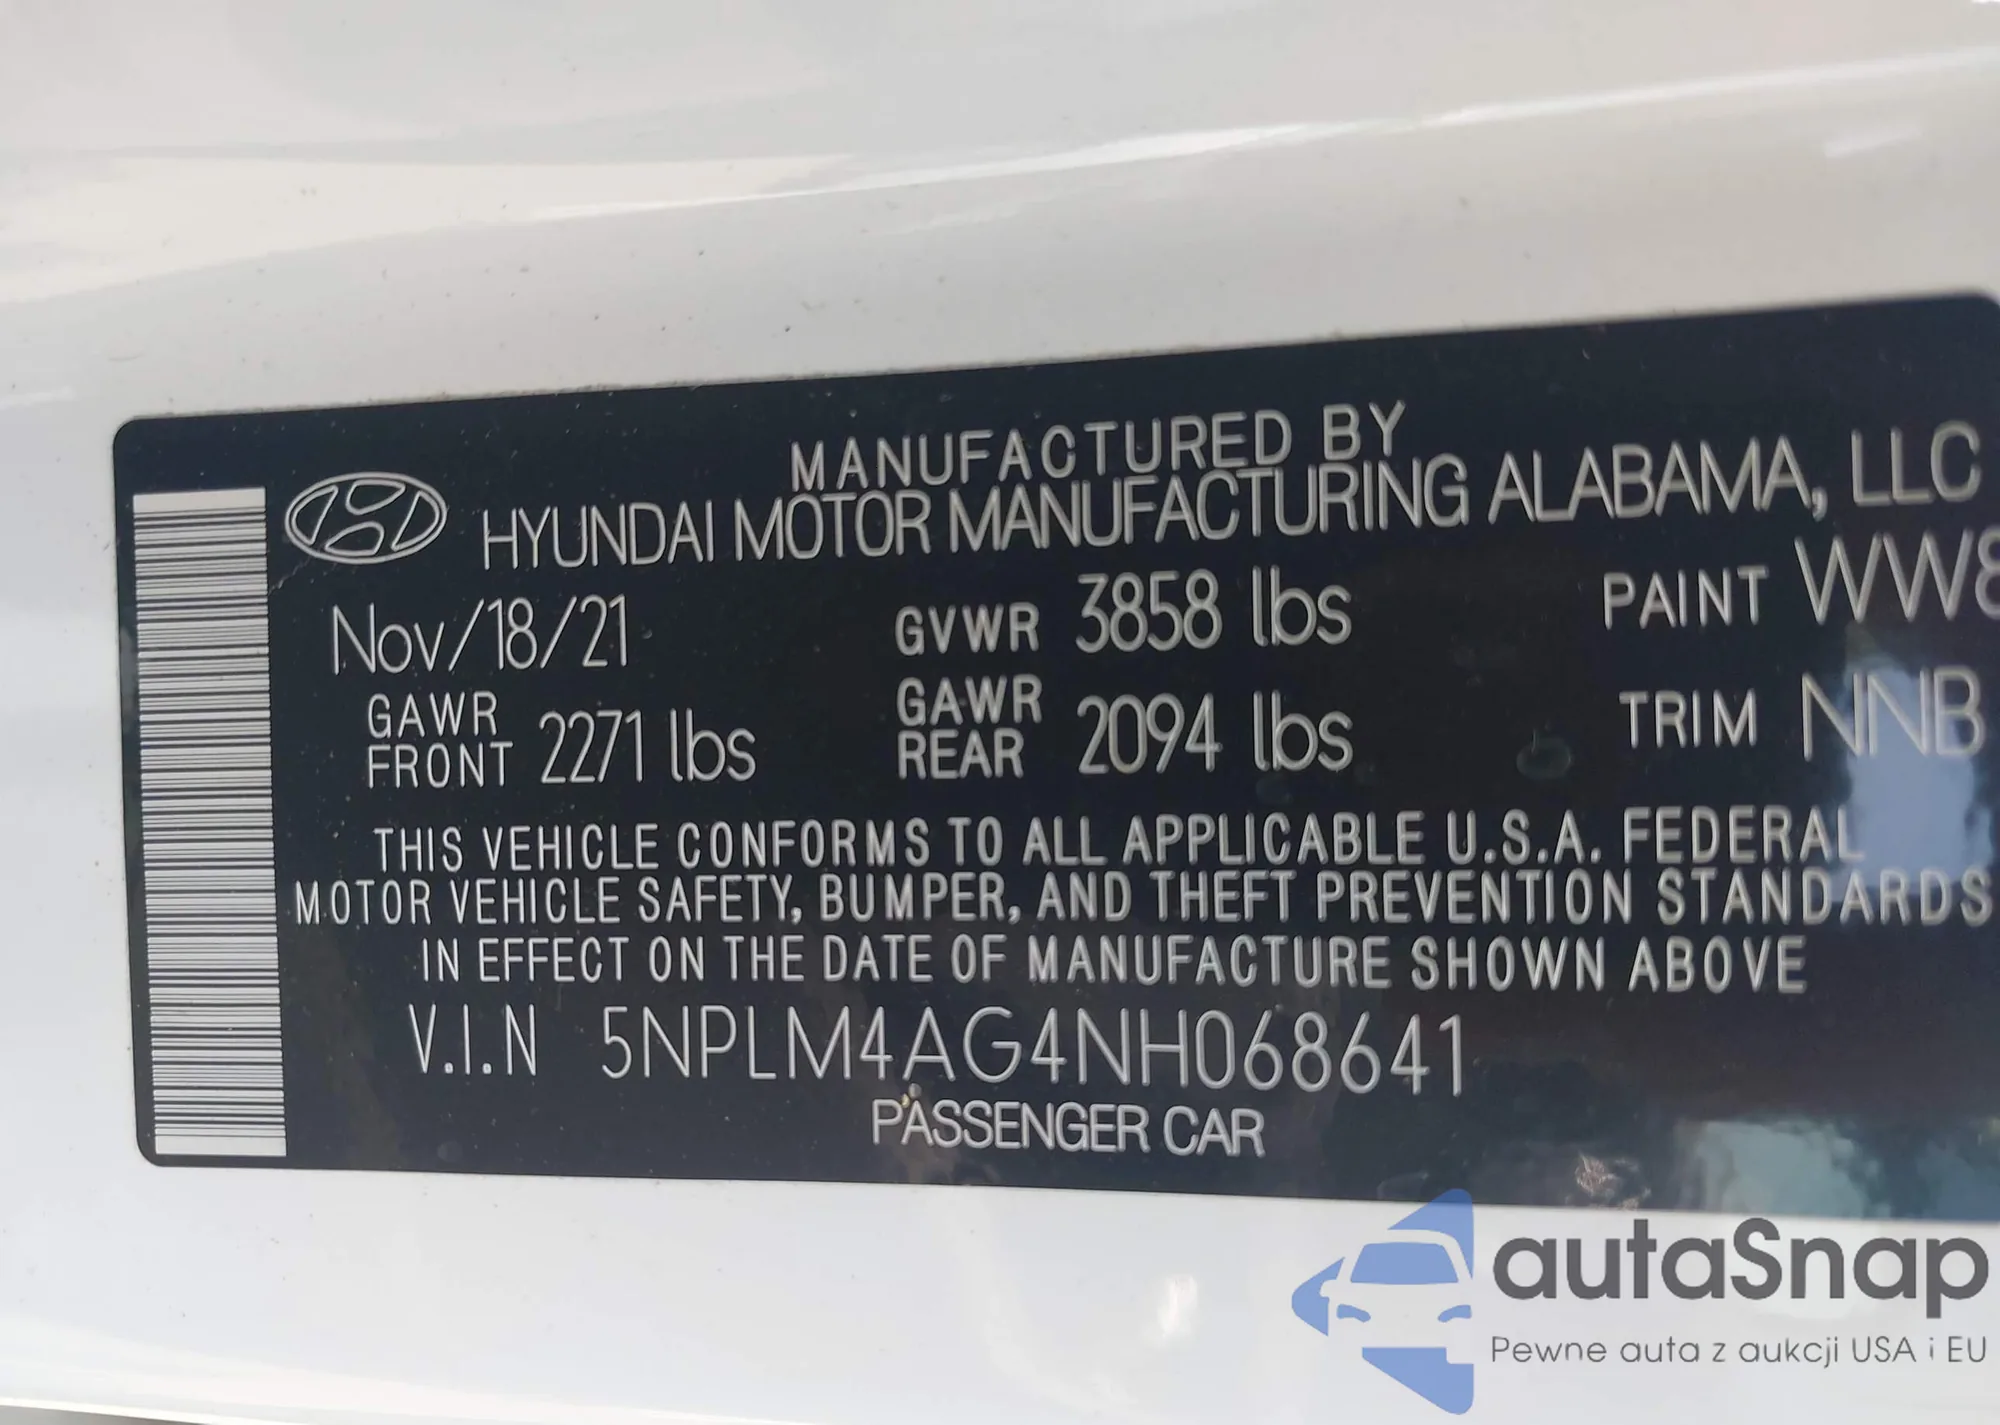 MANUFACTURED BY
HYUNDAI MOTOR MANUFACTURING ALABAMA, LLC
Nov/18/21 GVWR 3858 lbs PAINT WW8
GAWR FRONT 2271 lbs GAWR REAR 2094 lbs TRIM NNB
THIS VEHICLE CONFORMS TO ALL APPLICABLE U.S.A. FEDERAL
MOTOR VEHICLE SAFETY, BUMPER, AND THEFT PREVENTION STANDARDS
IN EFFECT ON THE DATE OF MANUFACTURE SHOWN ABOVE
V.I.N 5NPLM4AG4NH068641
PASSENGER CAR
autaSnap
Pewne auta z aukcji USA i EU